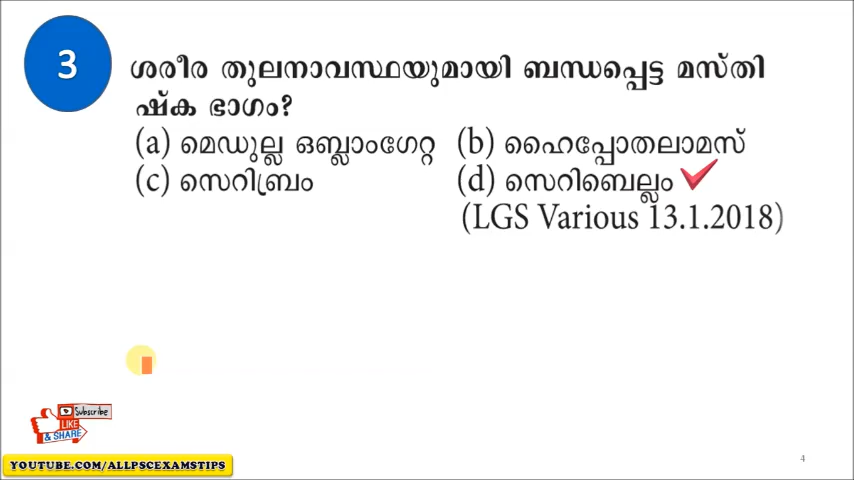 3
ശരീര തുലനാവസ്ഥയുമായി ബന്ധപ്പെട്ട മസ്തി
ഷ്ക ഭാഗം?
(a) മെഡുല്ല ഒബ്ലാംഗേറ്റ (b) ഹൈപ്പോതലാമസ്
(c) സെറിബ്രം (d) സെറിബെല്ലം
(LGS Various 13.1.2018)
Subscribe
LIKE
& SHARE
YOUTUBE.COM/ALLPSCEXAMSTIPS
4